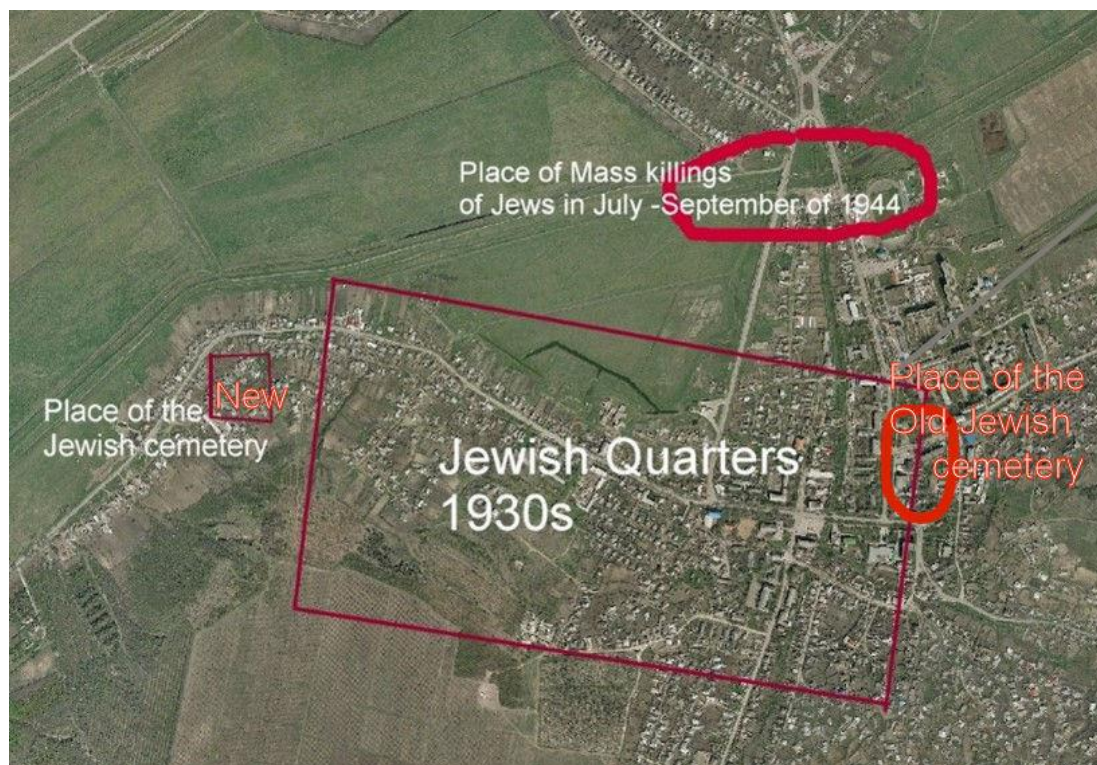 Place of Mass killings
of Jews in July -September of 1944
Place of the
Old Jewish
cemetery
New
Place of the
Jewish cemetery
Jewish Quarters
1930s